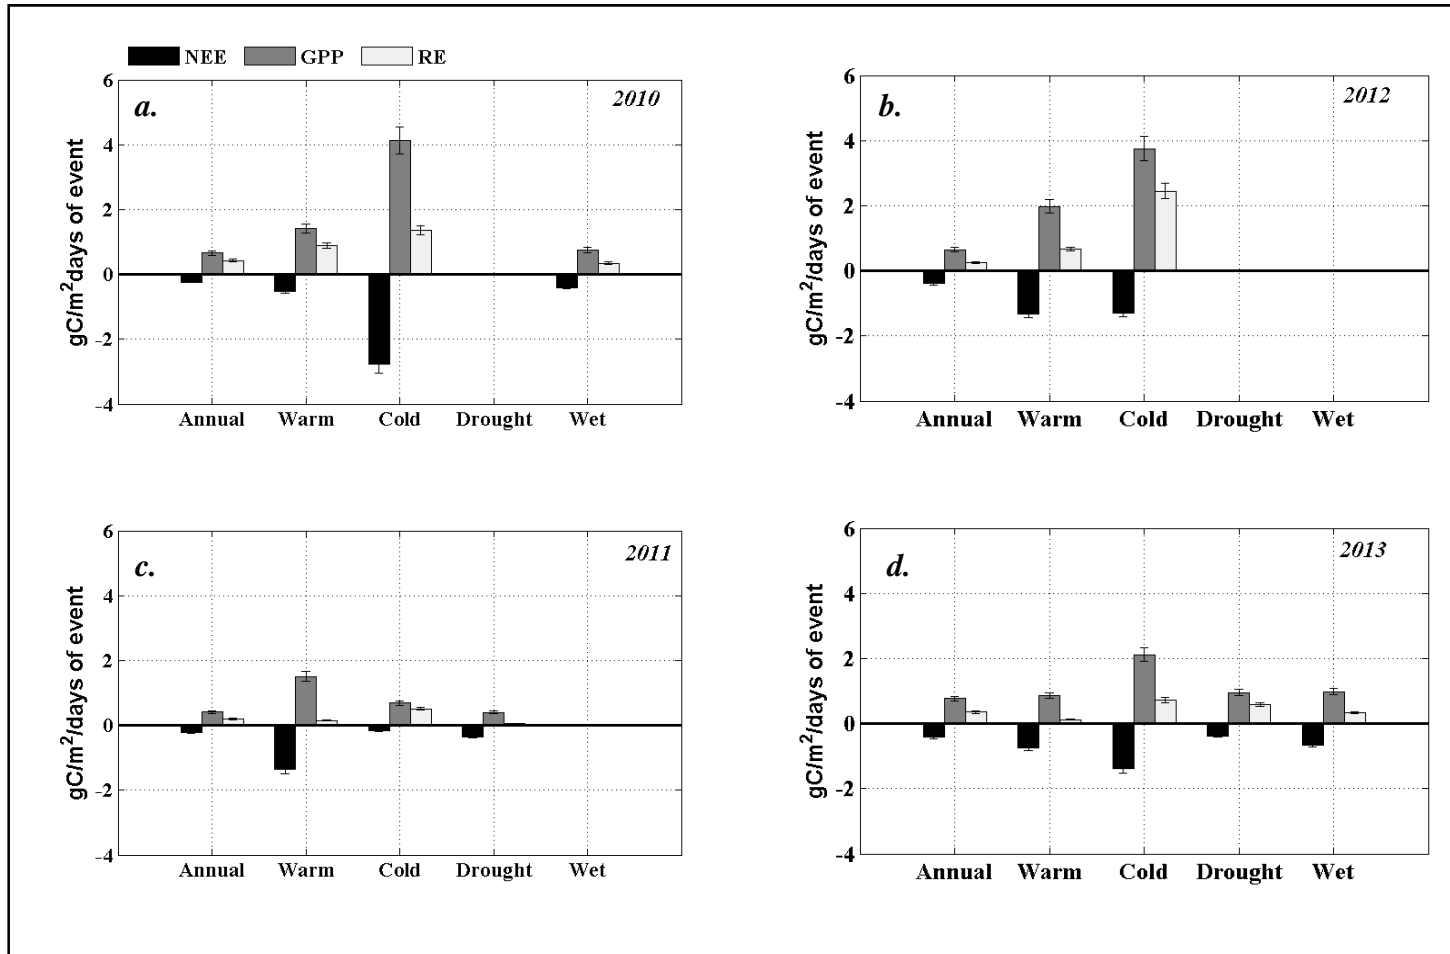 NEE GPP RE
a. 2010
gC/m²days of event
6
4
2
0
-2
-4
Annual Warm Cold Drought Wet
b. 2012
gC/m²/days of event
6
4
2
0
-2
-4
Annual Warm Cold Drought Wet
c. 2011
gC/m²/days of event
6
4
2
0
-2
-4
Annual Warm Cold Drought Wet
d. 2013
gC/m²/days of event
6
4
2
0
-2
-4
Annual Warm Cold Drought Wet